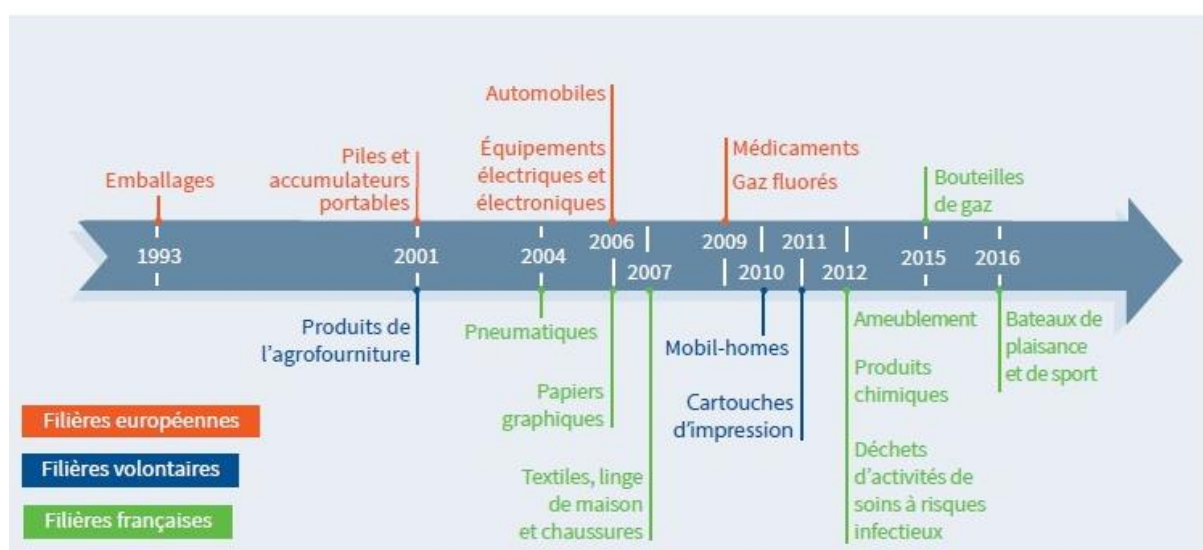 Automobiles
Équipements
électriques et
électroniques
Piles et
accumulateurs
portables
Emballages
Médicaments
Gaz fluorés
Bouteilles
de gaz
1993
2001
2004
2006
2007
2009
2010
2011
2012
2015
2016
Produits de
l'agrofourniture
Pneumatiques
Papiers
graphiques
Textiles, linge
de maison
et chaussures
Mobil-homes
Cartouches
d'impression
Ameublement
Produits
chimiques
Déchets
d'activités de
soins à risques
infectieux
Bateaux de
plaisance
et de sport
Filières européennes
Filières volontaires
Filières françaises